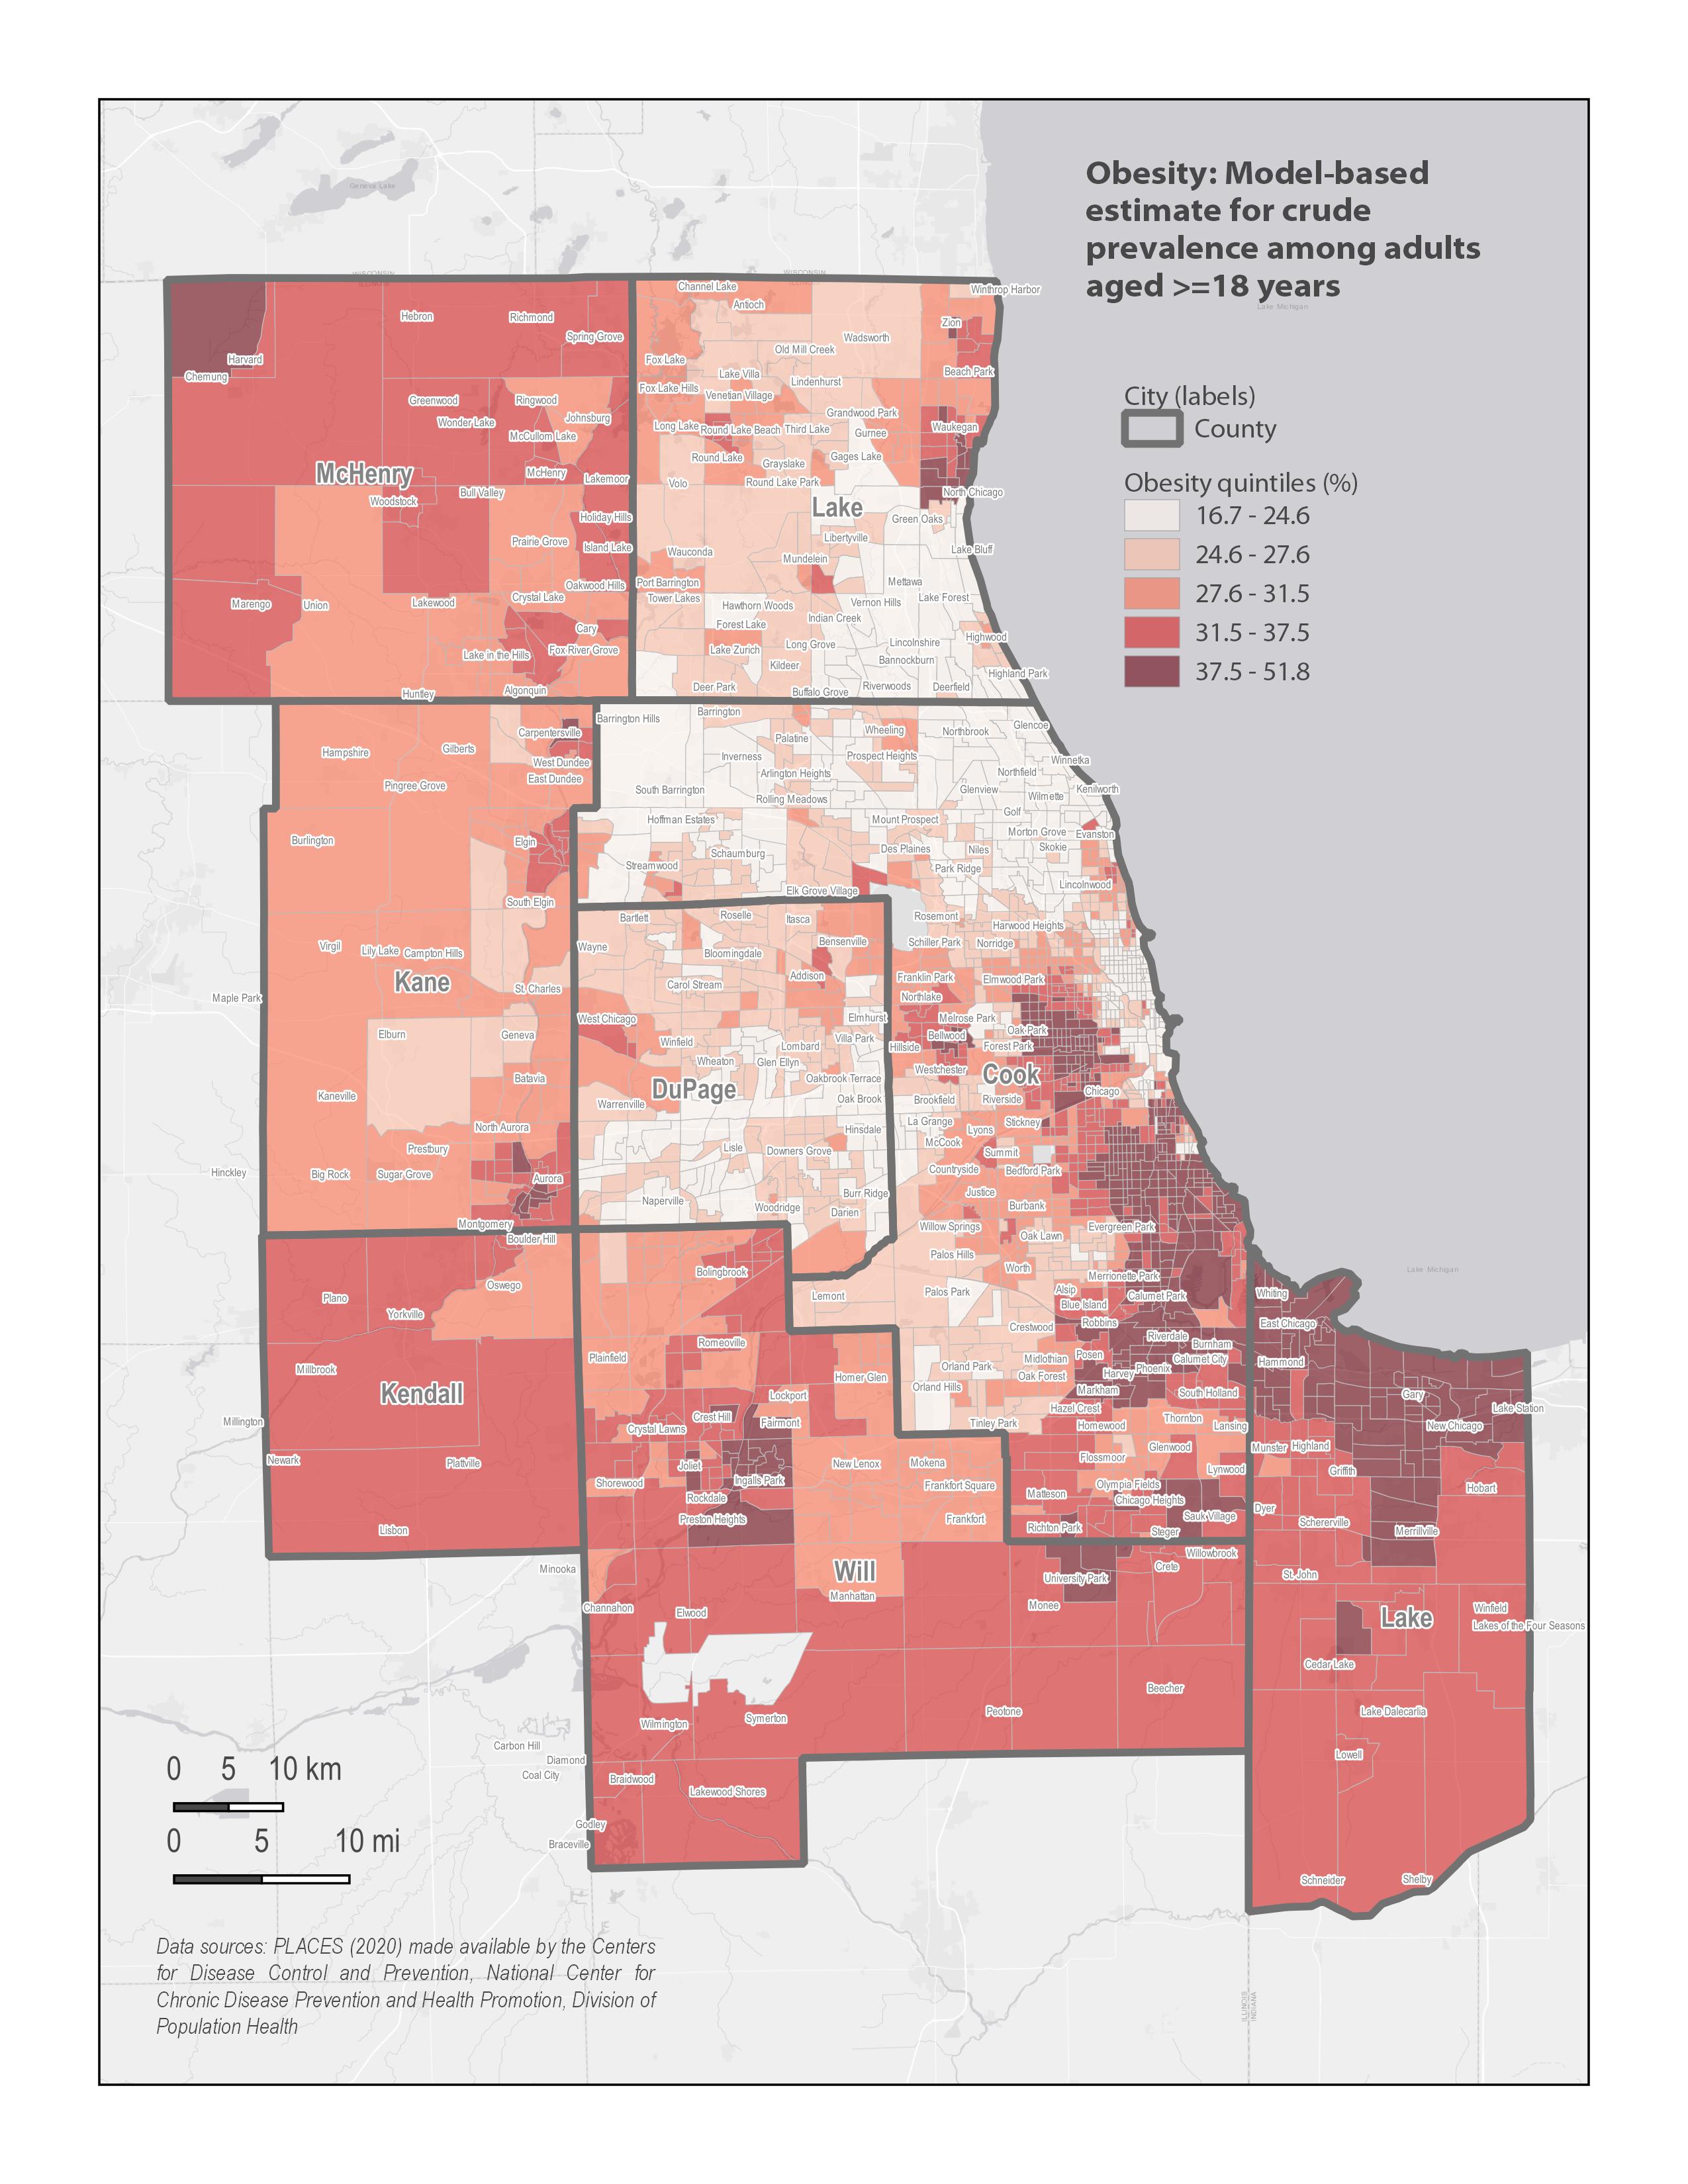 Geneva Lake
Obesity: Model-based
estimate for crude
prevalence among adults
aged >=18 years
Lake Michigan
WISCONSIN
ILLINOIS
WISCONSIN
ILLINOIS
City (labels)
County
Obesity quintiles (%)
16.7 - 24.6
24.6 - 27.6
27.6 - 31.5
31.5 - 37.5
37.5 - 51.8
Channel Lake
Winthrop Harbor
Antioch
Hebron
Richmond
Zion
Spring Grove
Wadsworth
Old Mill Creek
Harvard
Fox Lake
Chemung
Lake Villa
Beach Park
Lindenhurst
Fox Lake Hills
Venetian Village
Greenwood
Ringwood
Grandwood Park
Johnsburg
Wonder Lake
Long Lake
Round Lake Beach
Third Lake
Waukegan
McCullom Lake
Gurnee
Round Lake
Gages Lake
Grayslake
McHenry
McHenry
Lakemoor
Volo
Round Lake Park
Bull Valley
North Chicago
Woodstock
Lake
Holiday Hills
Green Oaks
Libertyville
Prairie Grove
Island Lake
Wauconda
Lake Bluff
Mundelein
Oakwood Hills
Port Barrington
Mettawa
Crystal Lake
Tower Lakes
Lake Forest
Marengo
Union
Lakewood
Hawthorn Woods
Vernon Hills
Indian Creek
Forest Lake
Cary
Highwood
Lincolnshire
Long Grove
Lake in the Hills
Fox River Grove
Lake Zurich
Bannockburn
Kildeer
Highland Park
Huntley
Algonquin
Deer Park
Buffalo Grove
Riverwoods
Deerfield
Barrington
Barrington Hills
Glencoe
Carpentersville
Wheeling
Northbrook
Palatine
Hampshire
Gilberts
Inverness
Prospect Heights
West Dundee
Winnetka
East Dundee
Arlington Heights
Northfield
Pingree Grove
South Barrington
Glenview
Kenilworth
Rolling Meadows
Wilmette
Golf
Hoffman Estates
Mount Prospect
Morton Grove
Evanston
Burlington
Elgin
Schaumburg
Des Plaines
Niles
Skokie
Streamwood
Park Ridge
Lincolnwood
Elk Grove Village
South Elgin
Bartlett
Roselle
Itasca
Rosemont
Harwood Heights
Virgil
Lily Lake
Campton Hills
Wayne
Bloomingdale
Bensenville
Schiller Park
Norridge
Kane
Addison
Franklin Park
Elmwood Park
Carol Stream
St. Charles
Northlake
Maple Park
West Chicago
Elmhurst
Melrose Park
Elburn
Geneva
Winfield
Villa Park
Bellwood
Oak Park
Lombard
Hillside
Forest Park
Wheaton
Glen Ellyn
Westchester
Cook
Batavia
Oakbrook Terrace
DuPage
Chicago
Kaneville
Oak Brook
Brookfield
Riverside
Warrenville
La Grange
Stickney
North Aurora
Hinsdale
Lyons
McCook
Prestbury
Lisle
Downers Grove
Summit
Hinckley
Big Rock
Sugar Grove
Aurora
Countryside
Bedford Park
Naperville
Burr Ridge
Justice
Woodridge
Darien
Burbank
Montgomery
Willow Springs
Evergreen Park
Boulder Hill
Oak Lawn
Palos Hills
Bolingbrook
Worth
Lake Michigan
Merrionette Park
Oswego
Palos Park
Alsip
Calumet Park
Whiting
Plano
Lemont
Blue Island
Yorkville
Robbins
East Chicago
Crestwood
Riverdale
Romeoville
Burnham
Plainfield
Posen
Midlothian
Calumet City
Hammond
Millbrook
Orland Park
Phoenix
Homer Glen
Oak Forest
Harvey
Kendall
Orland Hills
Markham
South Holland
Gary
Lockport
Hazel Crest
Lake Station
Crest Hill
Millington
Fairmont
Tinley Park
Homewood
Thornton
Lansing
New Chicago
Crystal Lawns
Munster
Highland
Glenwood
Newark
Plattville
Joliet
New Lenox
Mokena
Flossmoor
Lynwood
Griffith
Shorewood
Ingalls Park
Frankfort Square
Olympia Fields
Hobart
Rockdale
Matteson
Chicago Heights
Dyer
Preston Heights
Frankfort
Sauk Village
Schererville
Lisbon
Richton Park
Steger
Merrillville
Willowbrook
Minooka
Will
Crete
University Park
St. John
Manhattan
Channahon
Elwood
Monee
Lake
Winfield
Lakes of the Four Seasons
Cedar Lake
Beecher
Wilmington
Symerton
Peotone
Lake Dalecarlia
Carbon Hill
Diamond
Lowell
Coal City
Braidwood
Lakewood Shores
Godley
Braceville
Schneider
Shelby
0 5 10 km
0 5 10 mi
ILLINOIS
INDIANA
Data sources: PLACES (2020) made available by the Centers
for Disease Control and Prevention, National Center for
Chronic Disease Prevention and Health Promotion, Division of
Population Health